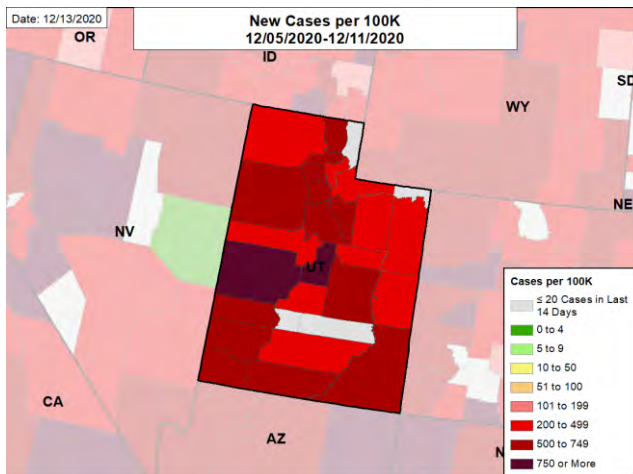 Date: 12/13/2020
New Cases per 100K
12/05/2020-12/11/2020
OR
ID
WY
SD
NE
NV
UT
CA
AZ
N
Cases per 100K
≤ 20 Cases in Last
14 Days
0 to 4
5 to 9
10 to 50
51 to 100
101 to 199
200 to 499
500 to 749
750 or More